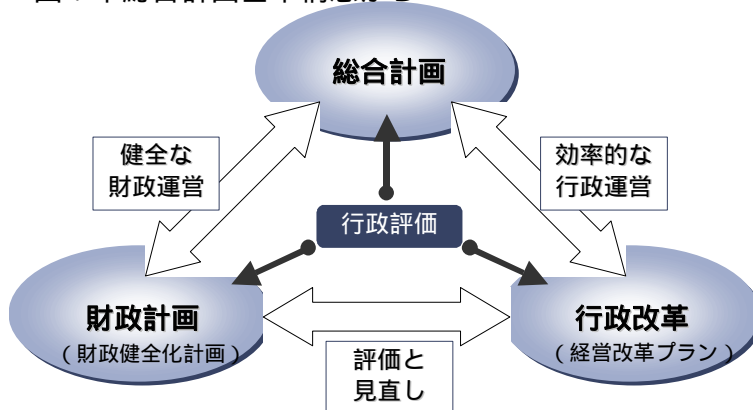 総合計画
健全な
財政運営
効率的な
行政運営
行政評価
財政計画
（財政健全化計画）
行政改革
（経営改革プラン）
評価と
見直し